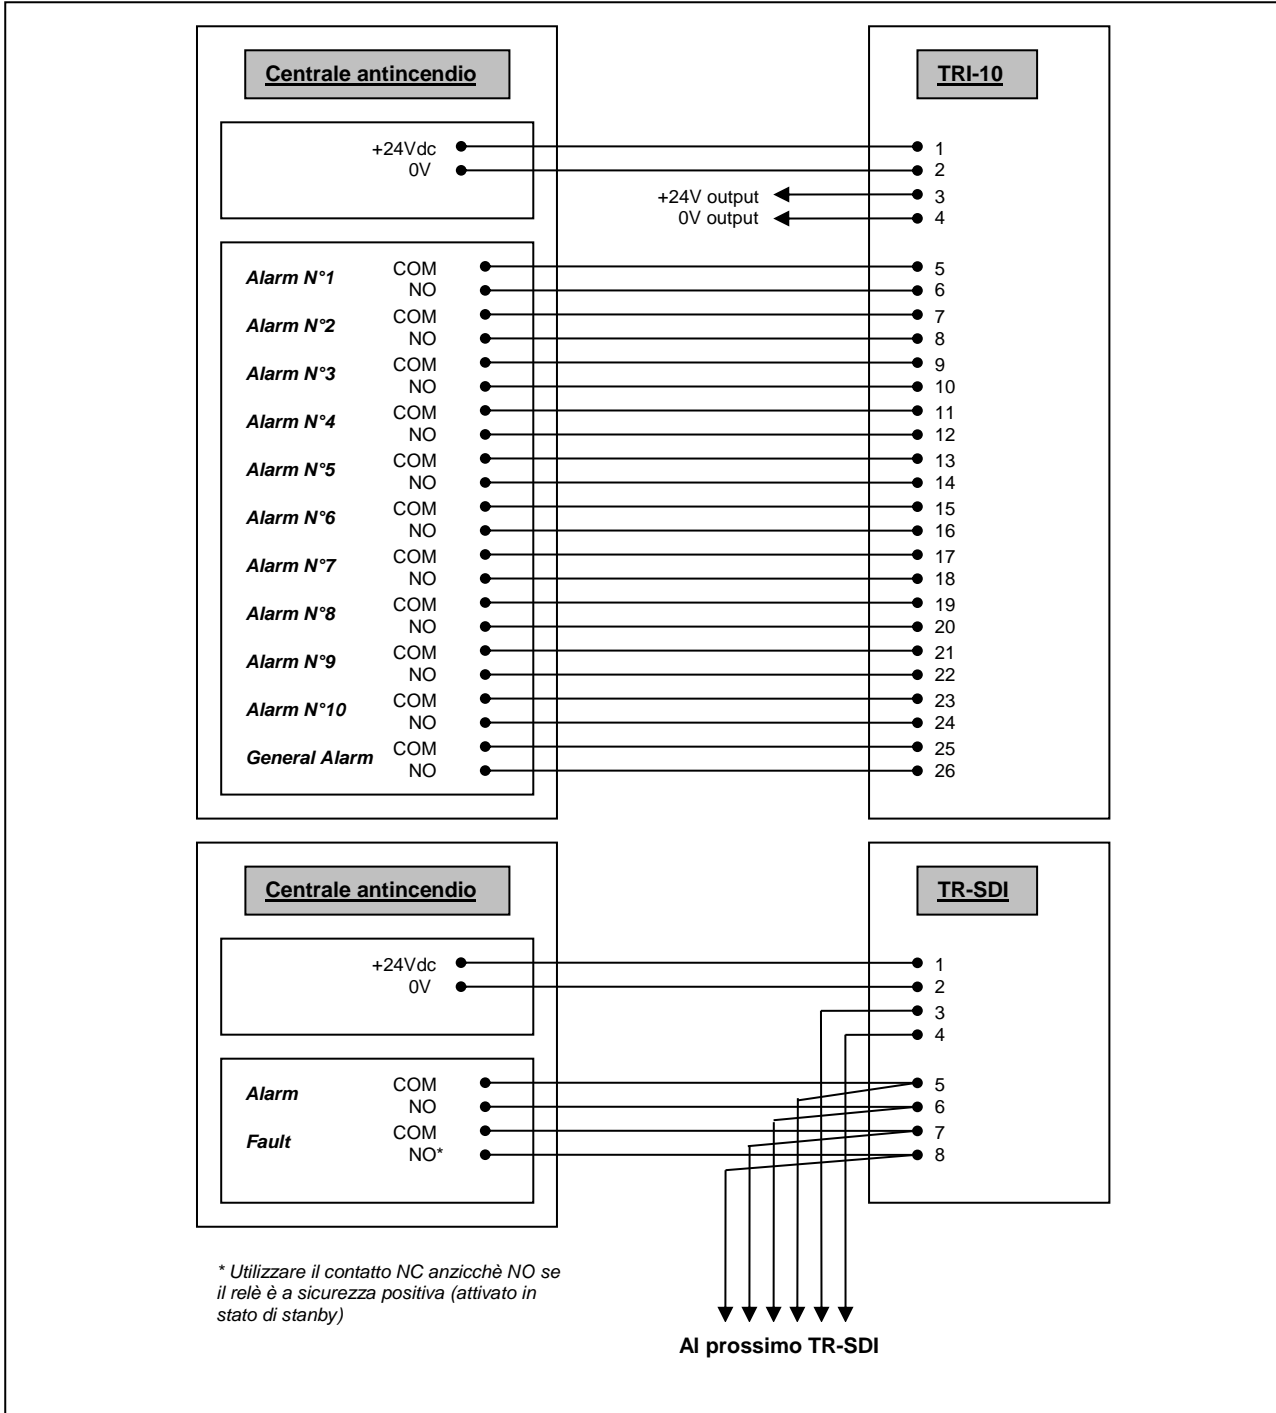 Centrale antincendio
TRI-10
+24Vdc 1
0V 2
+24V output 3
0V output 4
Alarm N°1 COM 5
NO 6
Alarm N°2 COM 7
NO 8
Alarm N°3 COM 9
NO 10
Alarm N°4 COM 11
NO 12
Alarm N°5 COM 13
NO 14
Alarm N°6 COM 15
NO 16
Alarm N°7 COM 17
NO 18
Alarm N°8 COM 19
NO 20
Alarm N°9 COM 21
NO 22
Alarm N°10 COM 23
NO 24
General Alarm COM 25
NO 26
Centrale antincendio
TR-SDI
+24Vdc 1
0V 2
3
4
Alarm COM 5
NO 6
Fault COM 7
NO* 8
* Utilizzare il contatto NC anzicchè NO se
il relè è a sicurezza positiva (attivato in
stato di stanby)
Al prossimo TR-SDI